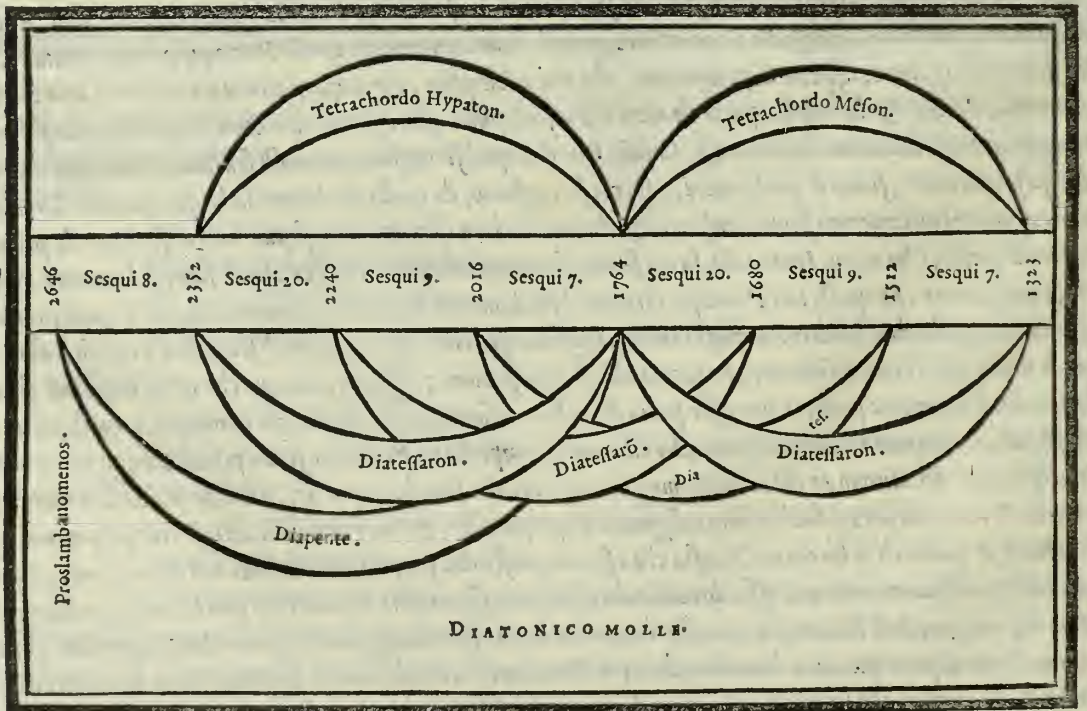 Tetrachordo Hypaton.
Tetrachordo Meſon.
2646 Sesqui 8. 2352 Sesqui 20. 2240 Sesqui 9. 2016 Sesqui 7. 1764 Sesqui 20. 1680 Sesqui 9. 1512 Sesqui 7. 1323
Proslambanomenos.
Diateſſaron.
Diateſſarō.
Dia
teſ.
Diateſſaron.
Diapente.
DIATONICO MOLLE.